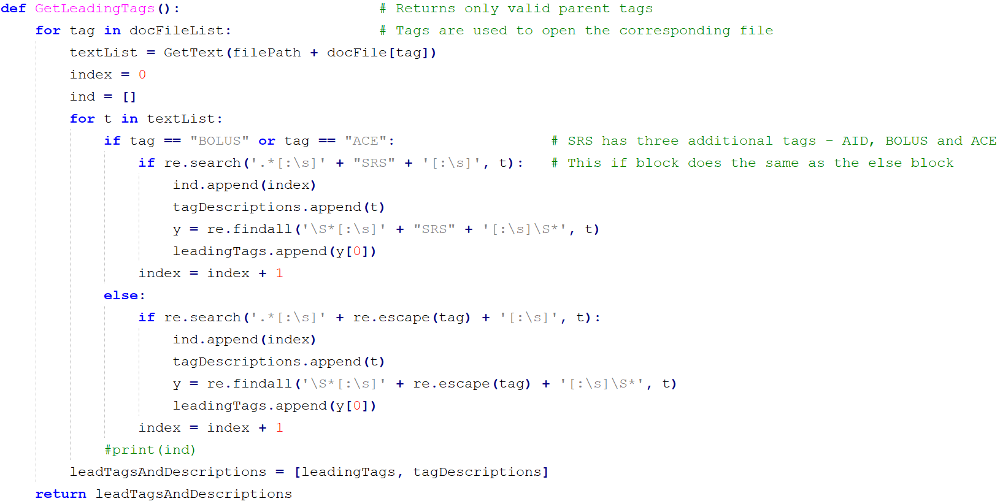 def GetLeadingTags():                       # Returns only valid parent tags
    for tag in docFileList:                 # Tags are used to open the corresponding file
        textList = GetText(filePath + docFile[tag])
        index = 0
        ind = []
        for t in textList:
            if tag == "BOLUS" or tag == "ACE":                  # SRS has three additional tags - AID, BOLUS and ACE
                if re.search('.*[:\s]' + "SRS" + '[:\s]', t):   # This if block does the same as the else block
                    ind.append(index)
                    tagDescriptions.append(t)
                    y = re.findall('\S*[:\s]' + "SRS" + '[:\s]\S*', t)
                    leadingTags.append(y[0])
                index = index + 1
            else:
                if re.search('.*[:\s]' + re.escape(tag) + '[:\s]', t):
                    ind.append(index)
                    tagDescriptions.append(t)
                    y = re.findall('\S*[:\s]' + re.escape(tag) + '[:\s]\S*', t)
                    leadingTags.append(y[0])
                index = index + 1
            #print(ind)
        leadTagsAndDescriptions = [leadingTags, tagDescriptions]
    return leadTagsAndDescriptions